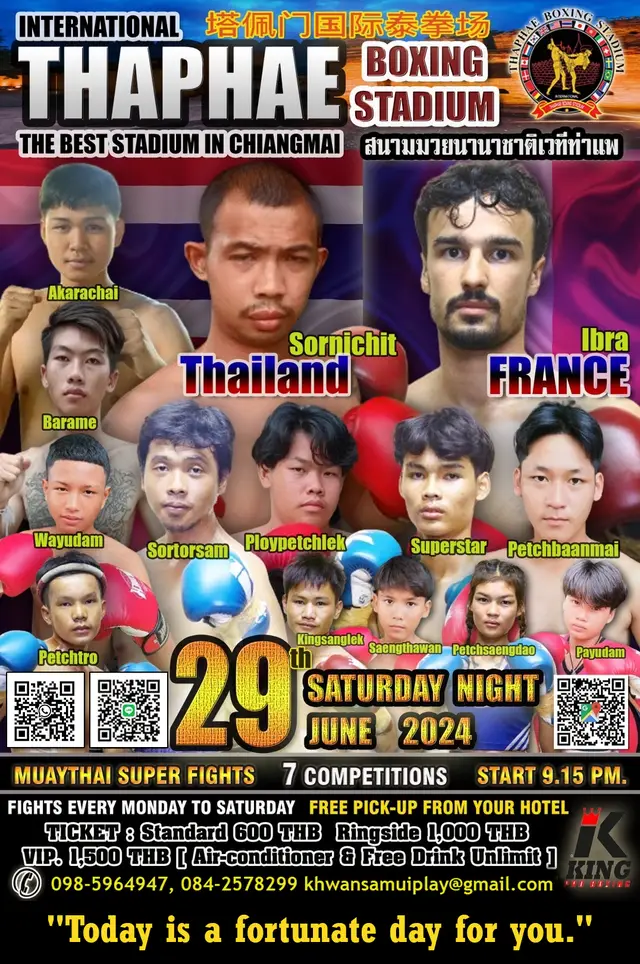 INTERNATIONAL
塔佩门国际泰拳场
THAPHAE
BOXING
STADIUM
THAPHAE BOXING STADIUM
THE BEST STADIUM IN CHIANGMAI
สนามมวยนานาชาติเวทีท่าแพ
Akarachai
Sornichit
Thailand
Ibra
FRANCE
Barame
Wayudam
Sortorsam
Ploypetchlek
Superstar
Petchbaanmai
Petchtro
Kingsanglek
Saengthawan
Petchsaengdao
Payudam
29th
SATURDAY NIGHT
JUNE 2024
MUAYTHAI SUPER FIGHTS 7 COMPETITIONS START 9.15 PM.
FIGHTS EVERY MONDAY TO SATURDAY FREE PICK-UP FROM YOUR HOTEL
TICKET : Standard 600 THB Ringside 1,000 THB
VIP. 1,500 THB [ Air-conditioner & Free Drink Unlimit ]
K
KING
PRO BOXING
098-5964947, 084-2578299 khwansamuiplay@gmail.com
"Today is a fortunate day for you."